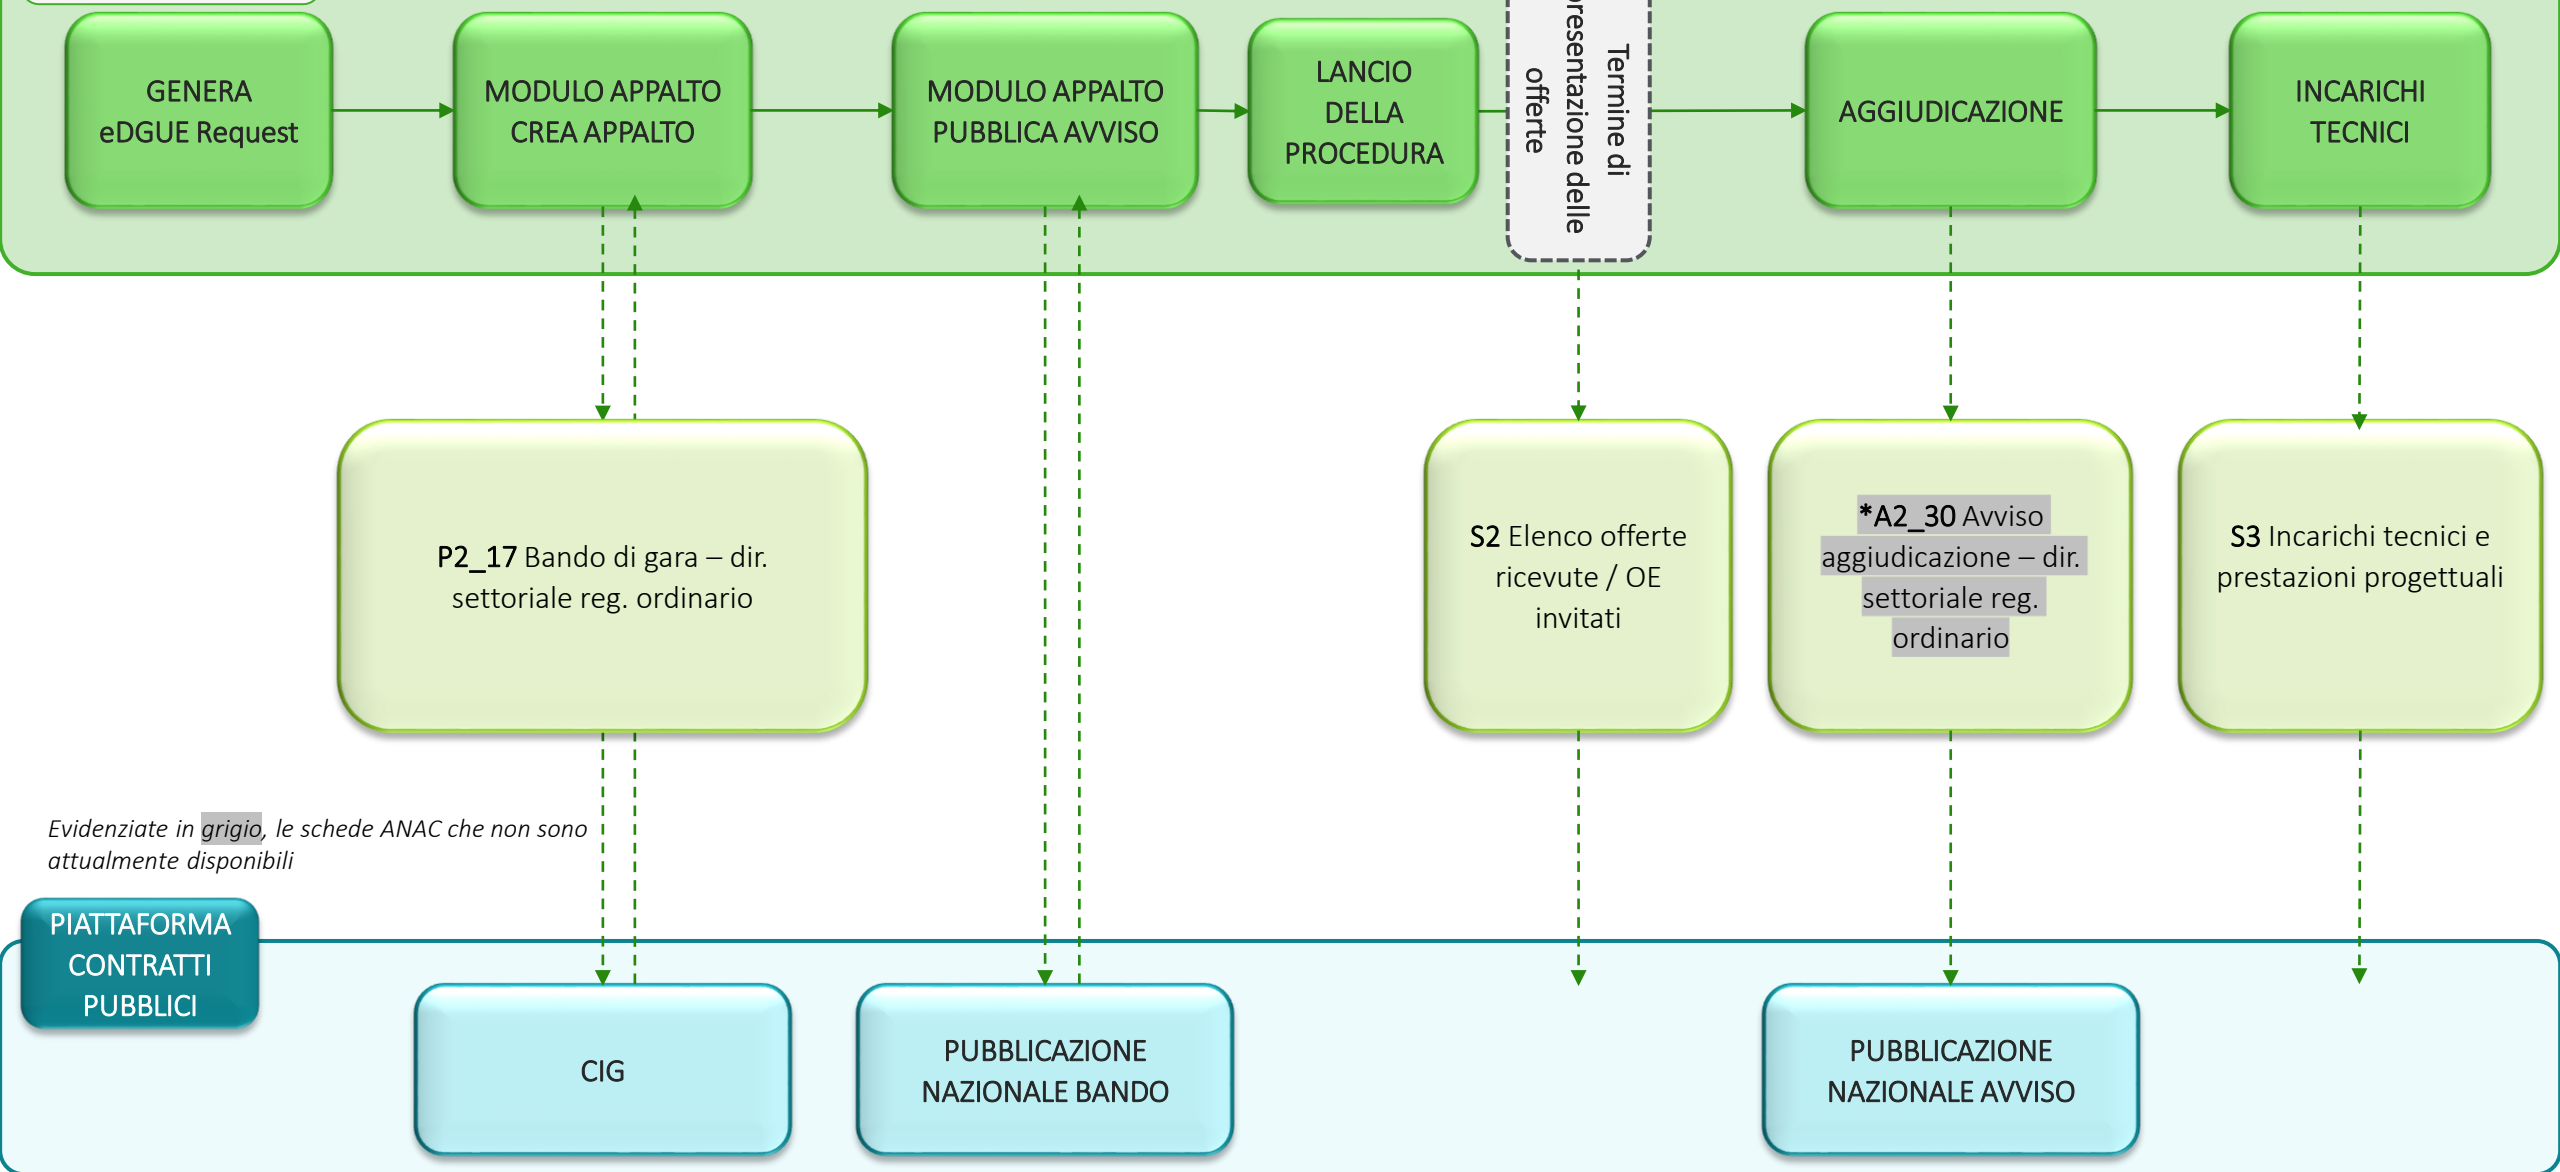 GENERA
eDGUE Request
MODULO APPALTO
CREA APPALTO
MODULO APPALTO
PUBBLICA AVVISO
LANCIO
DELLA
PROCEDURA
Termine di
delle
offerte
AGGIUDICAZIONE
INCARICHI
TECNICI
P2_17 Bando di gara – dir.
settoriale reg. ordinario
S2 Elenco offerte
ricevute / OE
invitati
*A2_30 Avviso
aggiudicazione – dir.
settoriale reg.
ordinario
S3 Incarichi tecnici e
prestazioni progettuali
Evidenziate in grigio, le schede ANAC che non sono
attualmente disponibili
PIATTAFORMA
CONTRATTI
PUBBLICI
CIG
PUBBLICAZIONE
NAZIONALE BANDO
PUBBLICAZIONE
NAZIONALE AVVISO